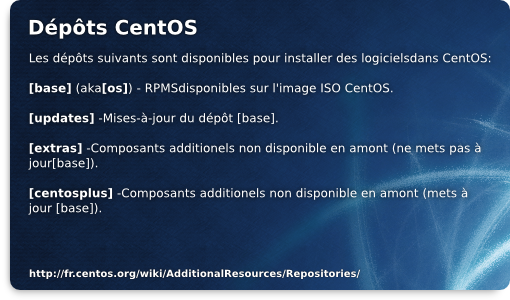 Dépôts CentOS
Les dépôts suivants sont disponibles pour installer des logicielsdans CentOS:
[base] (aka[os]) - RPMSdisponibles sur l'image ISO CentOS.
[updates] -Mises-à-jour du dépôt [base].
[extras] -Composants additionels non disponible en amont (ne mets pas à
jour[base]).
[centosplus] -Composants additionels non disponible en amont (mets à
jour [base]).
http://fr.centos.org/wiki/AdditionalResources/Repositories/